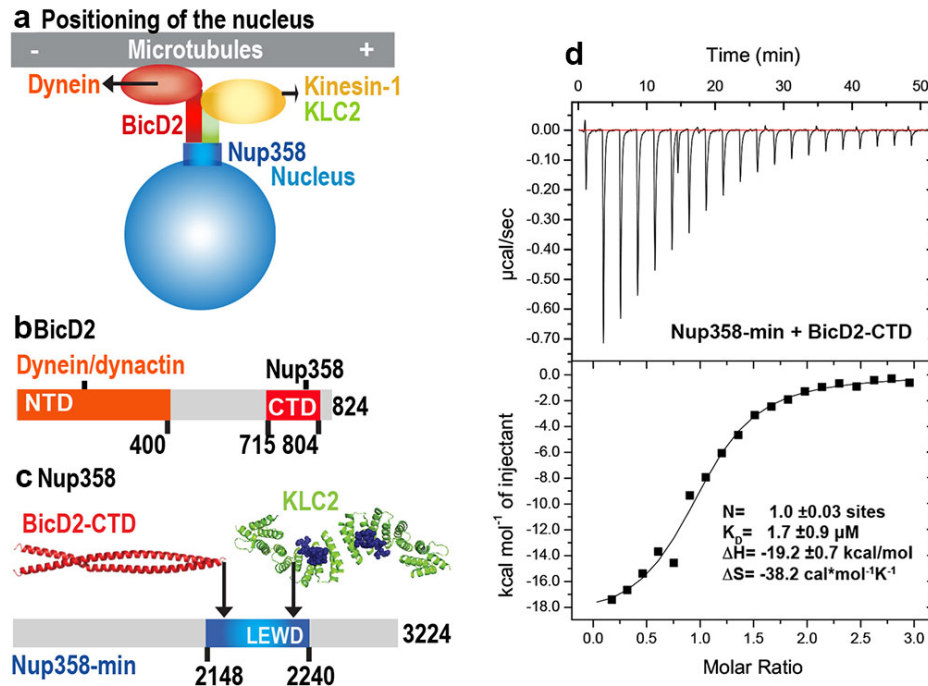 a Positioning of the nucleus
- Microtubules +
Dynein
Kinesin-1
KLC2
BicD2
Nup358
Nucleus
b BicD2
Dynein/dynactin
Nup358
NTD
CTD
824
400
715 804
c Nup358
BicD2-CTD
KLC2
LEWD
3224
Nup358-min
2148
2240
d
Time (min)
0 10 20 30 40 50
0.00
-0.10
-0.20
-0.30
-0.40
-0.50
-0.60
-0.70
µcal/sec
Nup358-min + BicD2-CTD
0.0
-2.0
-4.0
-6.0
-8.0
-10.0
-12.0
-14.0
-16.0
-18.0
kcal mol⁻¹ of injectant
N= 1.0 ±0.03 sites
K_D= 1.7 ±0.9 µM
ΔH= -19.2 ±0.7 kcal/mol
ΔS= -38.2 cal*mol⁻¹K⁻¹
0.0 0.5 1.0 1.5 2.0 2.5 3.0
Molar Ratio